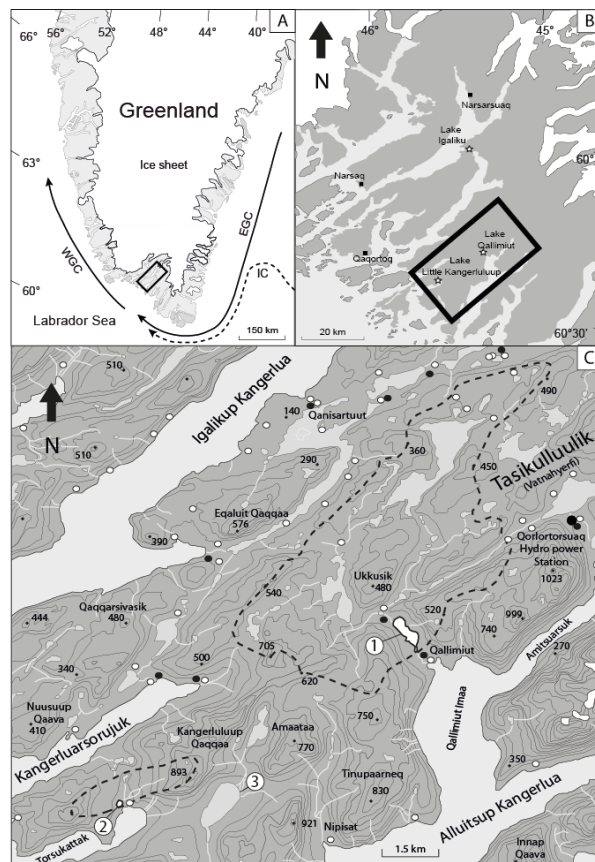 A
66°
56°
52°
48°
44°
40°
66°
Greenland
Ice sheet
63°
60°
WGC
EGC
IC
Labrador Sea
150 km
B
46°
45°
N
Narsarsuaq
Lake
Igaliku
60°
Narsaq
Qaqortoq
Lake
Qallimiut
Lake
Little Kangerluluup
20 km
60°30'
C
N
510
510
Igalikup Kangerlua
140
Qanisartuut
490
360
450
290
Tasikulluulik
(Vatnahverfi)
Eqaluit Qaqqaa
576
390
Qorlortorsuaq
Hydro power
Station
1023
Ukkusik
480
540
520
999
740
Qaqqarsivasik
480
444
705
1
Qallimiut
Amitsuarsuk
270
340
500
620
Nuusuup
Qaava
410
750
Qallimiut Imaa
Kangerluarsorujuk
Kangerluluup
Qaqqaa
Amaataa
770
893
3
Tinupaarneq
830
350
Alluitsup Kangerlua
2
921
Nipisat
Torsukattak
1.5 km
Innap
Qaava